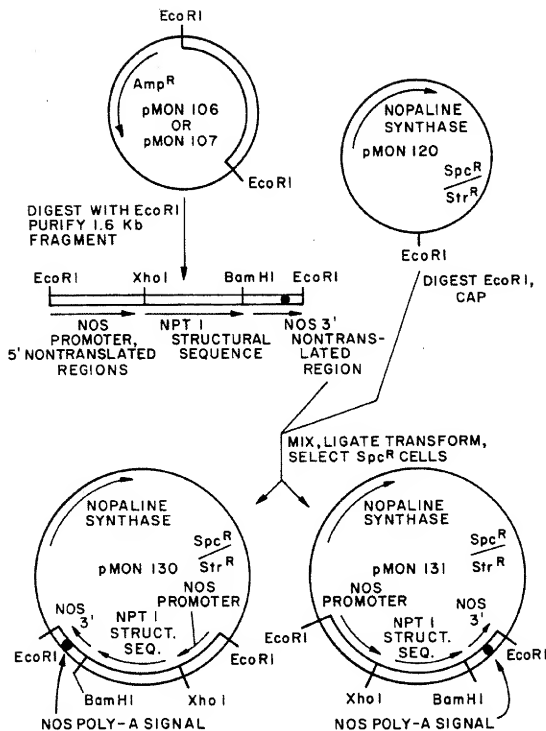 EcoRI
AmpR
pMON 106
OR
pMON 107
EcoRI
NOPALINE
SYNTHASE
pMON 120
SpcR
StrR
EcoRI
DIGEST WITH EcoRI
PURIFY 1.6 Kb
FRAGMENT
DIGEST EcoRI,
CAP
EcoRI XhoI BamHI EcoRI
NOS
PROMOTER,
5' NONTRANSLATED
REGIONS
NPT I
STRUCTURAL
SEQUENCE
NOS 3'
NONTRANS-
LATED
REGION
MIX, LIGATE TRANSFORM,
SELECT SpcR CELLS
NOPALINE
SYNTHASE
SpcR
StrR
pMON 130
NOS
PROMOTER
NOS
3'
NPT I
STRUCT.
SEQ.
EcoRI
EcoRI
BamHI
XhoI
NOS POLY-A SIGNAL
NOPALINE
SYNTHASE
SpcR
StrR
pMON 131
NOS
PROMOTER
NOS
3'
NPT I
STRUCT.
SEQ.
EcoRI
EcoRI
XhoI
BamHI
NOS POLY-A SIGNAL